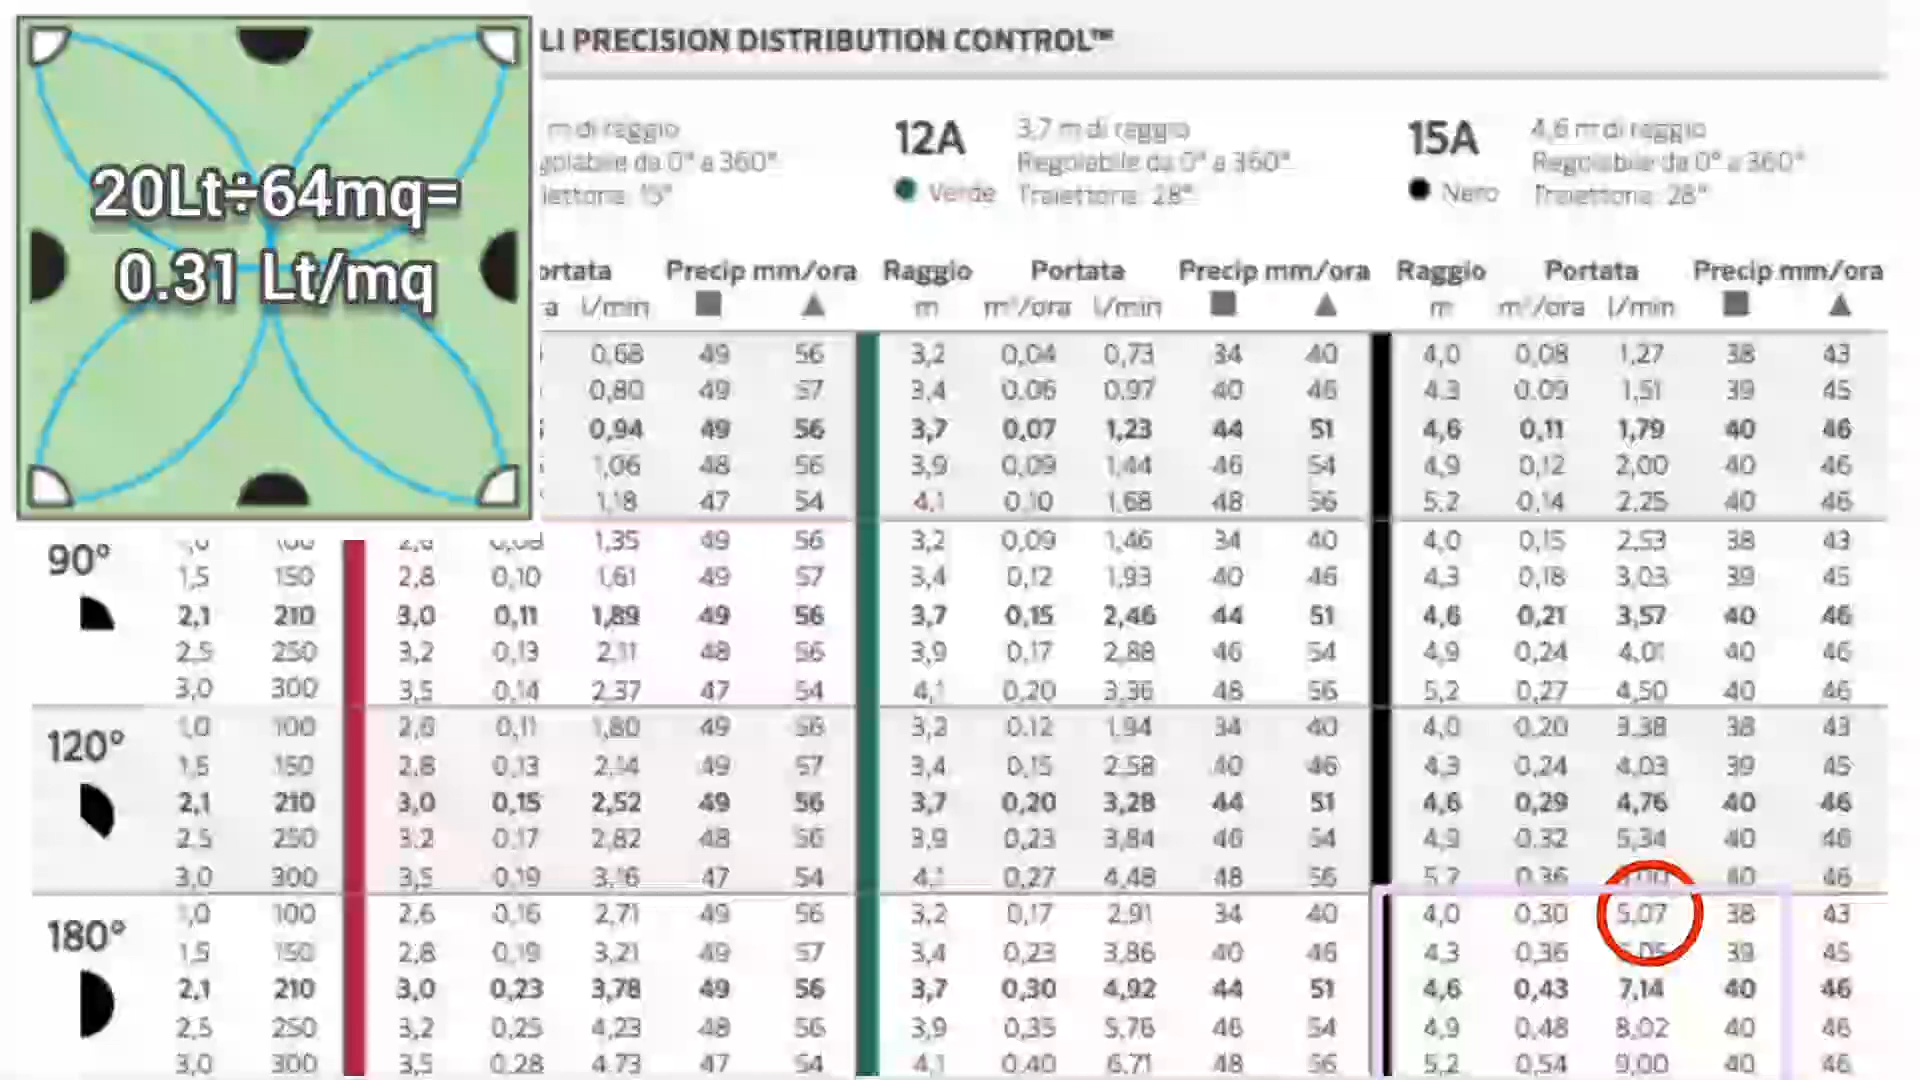 LI PRECISION DISTRIBUTION CONTROL™
20Lt÷64mq=
0.31 Lt/mq
m di raggio
golabile da 0° a 360°
iettoria: 15°
12A 3,7 m di raggio
Regolabile da 0° a 360°
Verde Traiettoria: 28°
15A 4,6 m di raggio
Regolabile da 0° a 360°
Nero Traiettoria: 28°
ortata Precip mm/ora Raggio Portata Precip mm/ora Raggio Portata Precip mm/ora
a l/min m m³/ora l/min m m³/ora l/min
0,68 49 56 3,2 0,04 0,73 34 40 4,0 0,08 1,27 38 43
0,80 49 57 3,4 0,06 0,97 40 46 4,3 0,09 1,51 39 45
0,94 49 56 3,7 0,07 1,23 44 51 4,6 0,11 1,79 40 46
1,06 48 56 3,9 0,09 1,44 46 54 4,9 0,12 2,00 40 46
1,18 47 54 4,1 0,10 1,68 48 56 5,2 0,14 2,25 40 46
90° 1,0 100 2,6 0,08 1,35 49 56 3,2 0,09 1,46 34 40 4,0 0,15 2,53 38 43
1,5 150 2,8 0,10 1,61 49 57 3,4 0,12 1,93 40 46 4,3 0,18 3,03 39 45
2,1 210 3,0 0,11 1,89 49 56 3,7 0,15 2,46 44 51 4,6 0,21 3,57 40 46
2,5 250 3,2 0,13 2,11 48 56 3,9 0,17 2,88 46 54 4,9 0,24 4,01 40 46
3,0 300 3,5 0,14 2,37 47 54 4,1 0,20 3,36 48 56 5,2 0,27 4,50 40 46
120° 1,0 100 2,6 0,11 1,80 49 56 3,2 0,12 1,94 34 40 4,0 0,20 3,38 38 43
1,5 150 2,8 0,13 2,14 49 57 3,4 0,15 2,58 40 46 4,3 0,24 4,03 39 45
2,1 210 3,0 0,15 2,52 49 56 3,7 0,20 3,28 44 51 4,6 0,29 4,76 40 46
2,5 250 3,2 0,17 2,82 48 56 3,9 0,23 3,84 46 54 4,9 0,32 5,34 40 46
3,0 300 3,5 0,19 3,16 47 54 4,1 0,27 4,48 48 56 5,2 0,36 40 46
180° 1,0 100 2,6 0,16 2,71 49 56 3,2 0,17 2,91 34 40 4,0 0,30 5,07 38 43
1,5 150 2,8 0,19 3,21 49 57 3,4 0,23 3,86 40 46 4,3 0,36 39 45
2,1 210 3,0 0,23 3,78 49 56 3,7 0,30 4,92 44 51 4,6 0,43 7,14 40 46
2,5 250 3,2 0,25 4,23 48 56 3,9 0,35 5,76 46 54 4,9 0,48 8,02 40 46
3,0 300 3,5 0,28 4,73 47 54 4,1 0,40 6,71 48 56 5,2 0,54 9,00 40 46